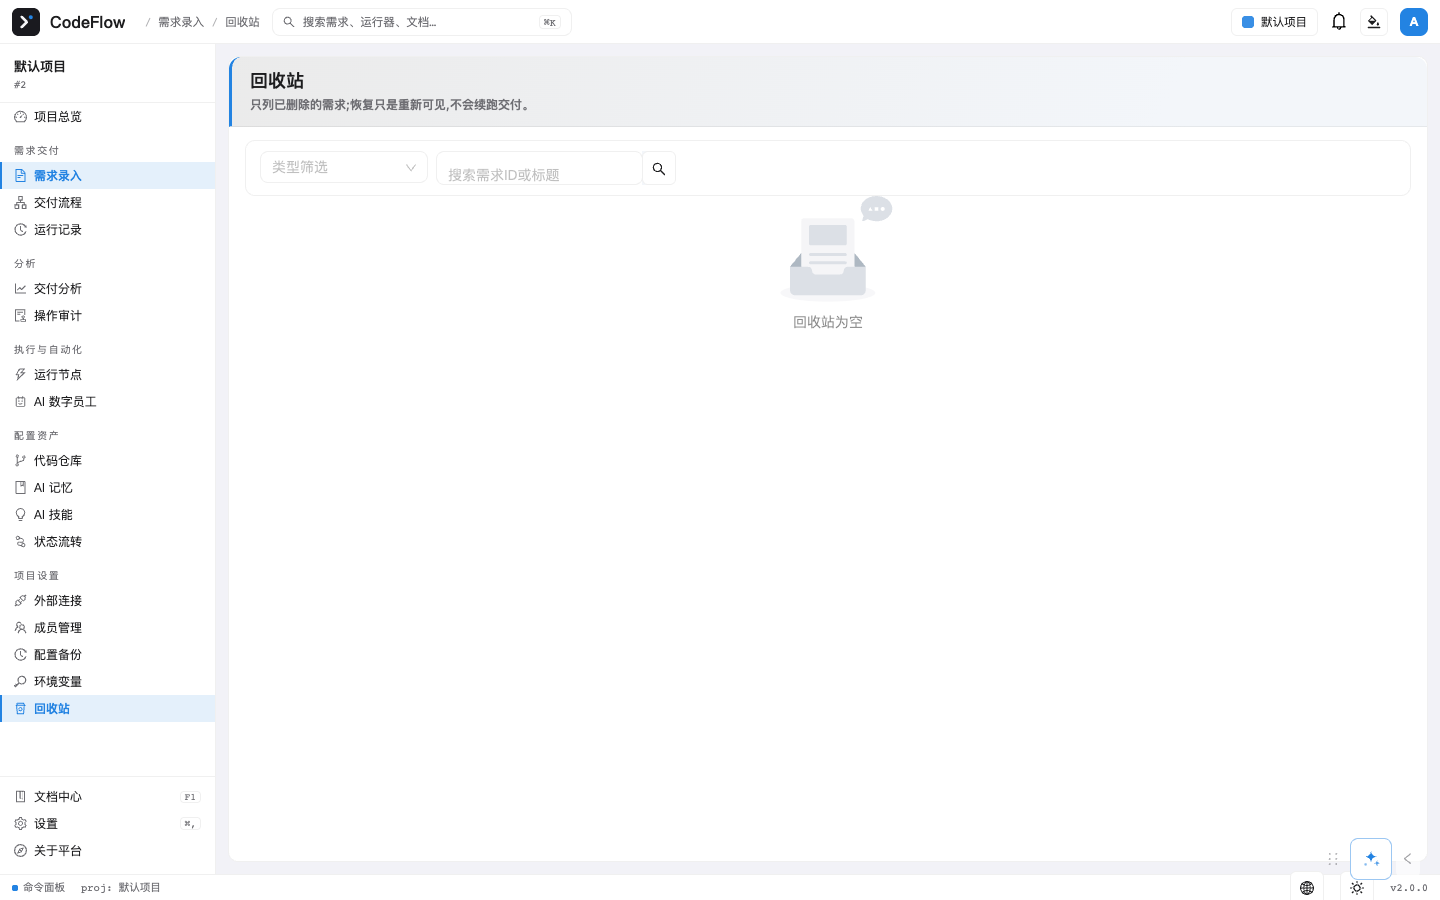 CodeFlow / 需求录入 / 回收站 搜索需求、运行器、文档... ⌘K 默认项目 A
默认项目
#2
项目总览
需求交付
需求录入
交付流程
运行记录
分析
交付分析
操作审计
执行与自动化
运行节点
AI 数字员工
配置资产
代码仓库
AI 记忆
AI 技能
状态流转
项目设置
外部连接
成员管理
配置备份
环境变量
回收站
文档中心 F1
设置 ⌘,
关于平台
回收站
只列已删除的需求;恢复只是重新可见,不会续跑交付。
类型筛选 搜索需求ID或标题
回收站为空
命令面板 proj: 默认项目 v2.0.0